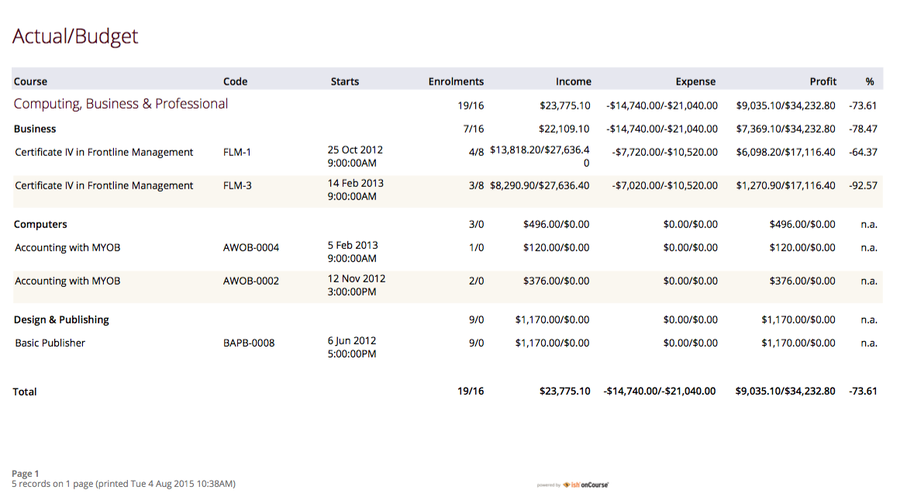 Actual/Budget
Course Code Starts Enrolments Income Expense Profit %
Computing, Business & Professional 19/16 $23,775.10 -$14,740.00/-$21,040.00 $9,035.10/$34,232.80 -73.61
Business 7/16 $22,109.10 -$14,740.00/-$21,040.00 $7,369.10/$34,232.80 -78.47
Certificate IV in Frontline Management FLM-1 25 Oct 2012 4/8 $13,818.20/$27,636.4 -$7,720.00/-$10,520.00 $6,098.20/$17,116.40 -64.37
9:00:00AM 0
Certificate IV in Frontline Management FLM-3 14 Feb 2013 3/8 $8,290.90/$27,636.40 -$7,020.00/-$10,520.00 $1,270.90/$17,116.40 -92.57
9:00:00AM
Computers 3/0 $496.00/$0.00 $0.00/$0.00 $496.00/$0.00 n.a.
Accounting with MYOB AWOB-0004 5 Feb 2013 1/0 $120.00/$0.00 $0.00/$0.00 $120.00/$0.00 n.a.
9:00:00AM
Accounting with MYOB AWOB-0002 12 Nov 2012 2/0 $376.00/$0.00 $0.00/$0.00 $376.00/$0.00 n.a.
3:00:00PM
Design & Publishing 9/0 $1,170.00/$0.00 $0.00/$0.00 $1,170.00/$0.00 n.a.
Basic Publisher BAPB-0008 6 Jun 2012 9/0 $1,170.00/$0.00 $0.00/$0.00 $1,170.00/$0.00 n.a.
5:00:00PM
Total 19/16 $23,775.10 -$14,740.00/-$21,040.00 $9,035.10/$34,232.80 -73.61
Page 1
5 records on 1 page (printed Tue 4 Aug 2015 10:38AM)
powered by ish onCourse